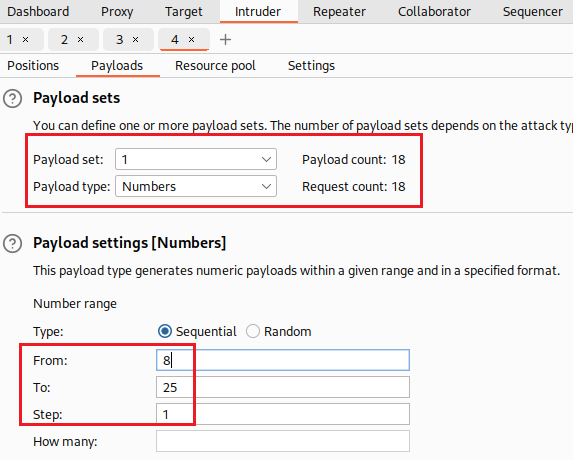 Dashboard Proxy Target Intruder Repeater Collaborator Sequencer
1 × 2 × 3 × 4 × +
Positions Payloads Resource pool Settings
? Payload sets
You can define one or more payload sets. The number of payload sets depends on the attack typ
Payload set: 1 Payload count: 18
Payload type: Numbers Request count: 18
? Payload settings [Numbers]
This payload type generates numeric payloads within a given range and in a specified format.
Number range
Type: Sequential Random
From: 8
To: 25
Step: 1
How many: